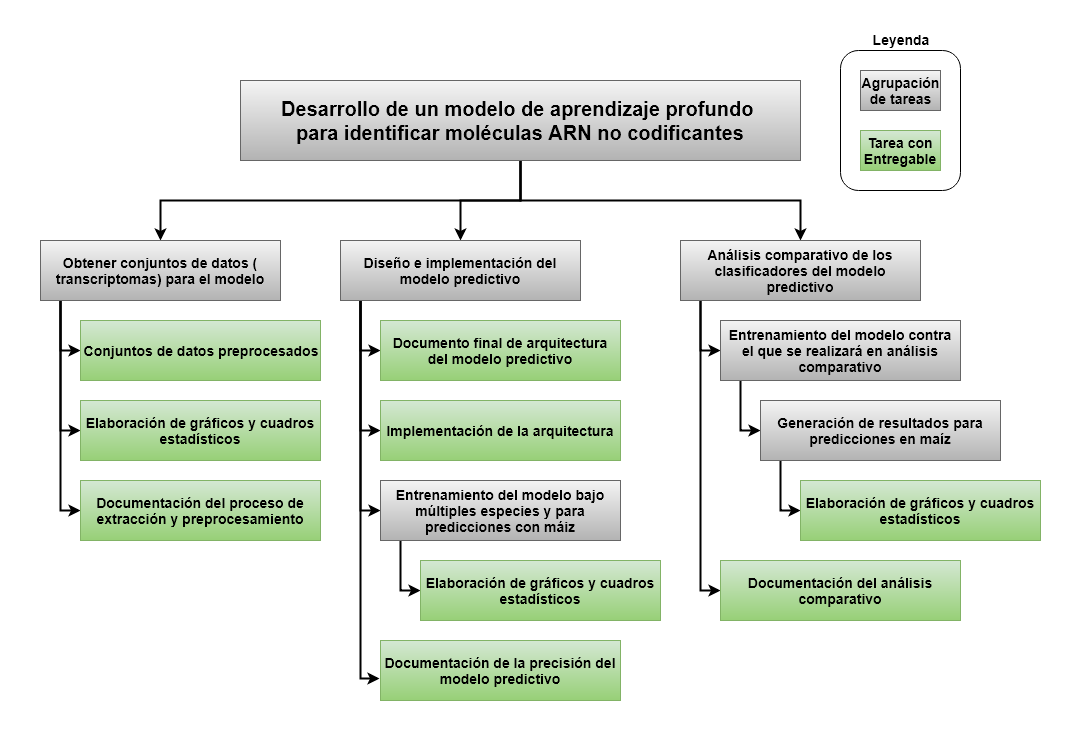 Leyenda
Agrupación
de tareas
Tarea con
Entregable
Desarrollo de un modelo de aprendizaje profundo
para identificar moléculas ARN no codificantes
Obtener conjuntos de datos (
transcriptomas) para el modelo
Conjuntos de datos preprocesados
Elaboración de gráficos y cuadros
estadísticos
Documentación del proceso de
extracción y preprocesamiento
Diseño e implementación del
modelo predictivo
Documento final de arquitectura
del modelo predictivo
Implementación de la arquitectura
Entrenamiento del modelo bajo
múltiples especies y para
predicciones con máiz
Elaboración de gráficos y cuadros
estadísticos
Documentación de la precisión del
modelo predictivo
Análisis comparativo de los
clasificadores del modelo
predictivo
Entrenamiento del modelo contra
el que se realizará en análisis
comparativo
Generación de resultados para
predicciones en maíz
Elaboración de gráficos y cuadros
estadísticos
Documentación del análisis
comparativo